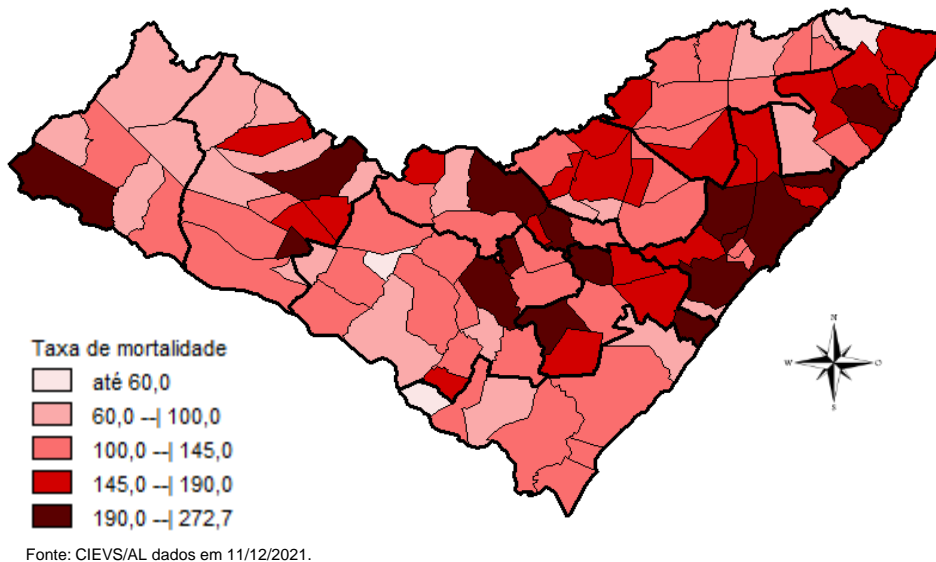 N
W
O
S
Taxa de mortalidade
até 60,0
60,0 --| 100,0
100,0 --| 145,0
145,0 --| 190,0
190,0 --| 272,7
Fonte: CIEVS/AL dados em 11/12/2021.